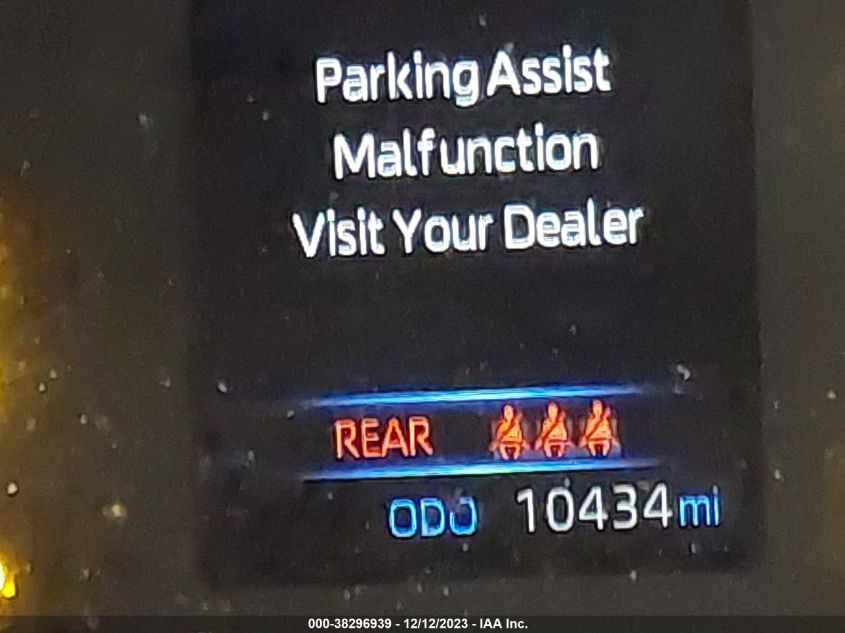 Parking Assist
Malfunction
Visit Your Dealer
REAR
ODO 10434 mi
000-38296939 - 12/12/2023 - IAA Inc.